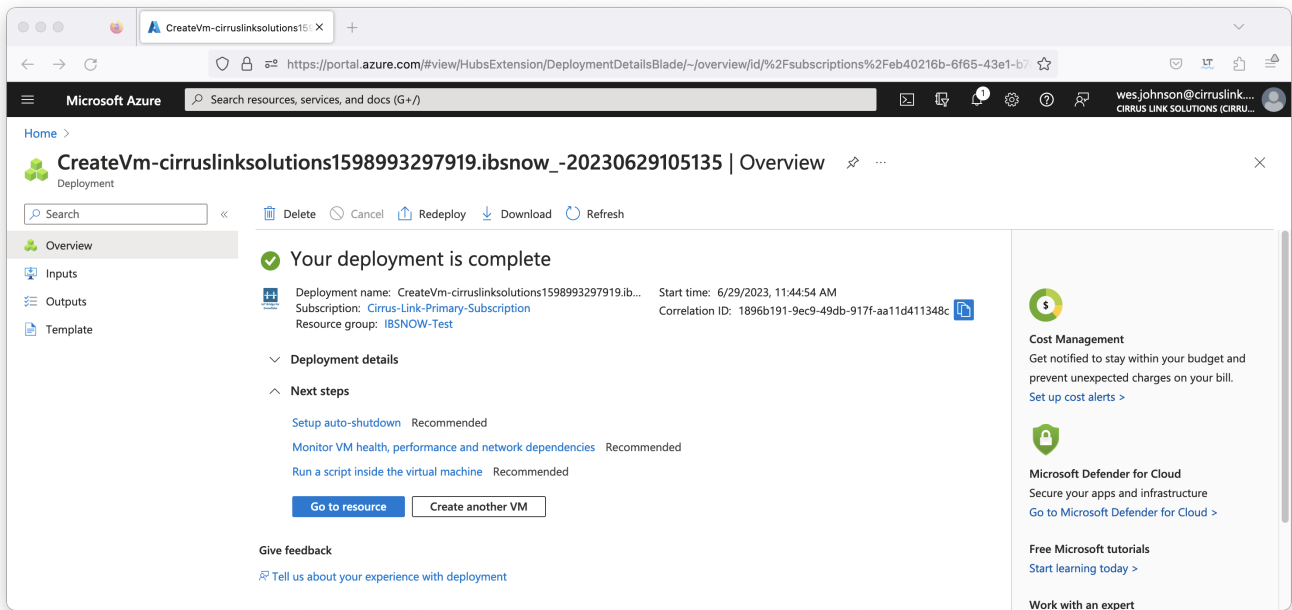 CreateVm-cirruslinksolutions159
https://portal.azure.com/#view/HubsExtension/DeploymentDetailsBlade/~/overview/id/%2Fsubscriptions%2Feb40216b-6f65-43e1-b7
LT
Microsoft Azure
Search resources, services, and docs (G+/)
1
wes.johnson@cirruslink....
CIRRUS LINK SOLUTIONS (CIRRU...
Home >
CreateVm-cirruslinksolutions1598993297919.ibsnow_-20230629105135 | Overview
Deployment
Search
Delete Cancel Redeploy Download Refresh
Overview
Inputs
Outputs
Template
Your deployment is complete
Deployment name: CreateVm-cirruslinksolutions1598993297919.ib...
Subscription: Cirrus-Link-Primary-Subscription
Resource group: IBSNOW-Test
Start time: 6/29/2023, 11:44:54 AM
Correlation ID: 1896b191-9ec9-49db-917f-aa11d411348c
Deployment details
Next steps
Setup auto-shutdown Recommended
Monitor VM health, performance and network dependencies Recommended
Run a script inside the virtual machine Recommended
Go to resource Create another VM
Give feedback
Tell us about your experience with deployment
$
Cost Management
Get notified to stay within your budget and
prevent unexpected charges on your bill.
Set up cost alerts >
Microsoft Defender for Cloud
Secure your apps and infrastructure
Go to Microsoft Defender for Cloud >
Free Microsoft tutorials
Start learning today >
Work with an expert